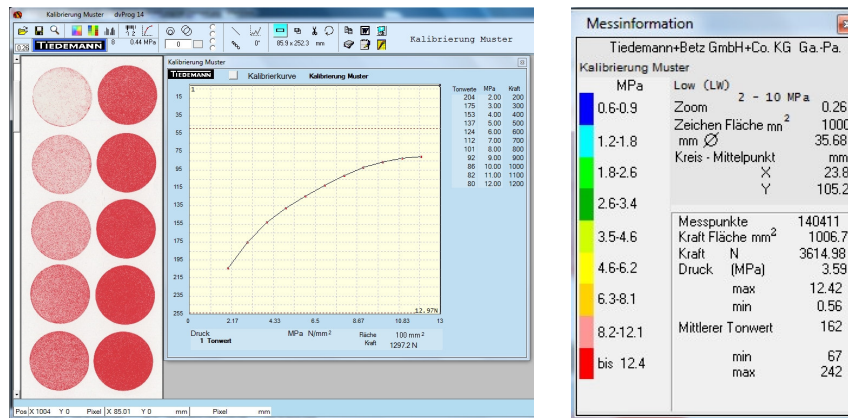 Kalibrierung Muster dvProg 14
0.26 TIEDEMANN 8 0.44 MPa 0 0° 85.9 x 252.3 mm Kalibrierung Muster
Kalibrierung Muster
TIEDEMANN Kalibrierkurve Kalibrierung Muster
1
Tonwerte MPa Kraft
204 2.00 200
175 3.00 300
153 4.00 400
137 5.00 500
124 6.00 600
112 7.00 700
101 8.00 800
92 9.00 900
86 10.00 1000
82 11.00 1100
80 12.00 1200
15
35
55
75
95
115
135
155
175
195
215
235
255
12.97N
0 2.17 4.33 6.5 8.67 10.83 13
Druck MPa N/mm² Fläche 100 mm²
1 Tonwert Kraft 1297.2 N
Pos X 1004 Y 0 Pixel X 85.01 Y 0 mm Pixel mm
Messinformation
Tiedemann+Betz GmbH+Co. KG Ga.-Pa.
Kalibrierung Muster
MPa
0.6-0.9
1.2-1.8
1.8-2.6
2.6-3.4
3.5-4.6
4.6-6.2
6.3-8.1
8.2-12.1
bis 12.4
Low (LW)
2 - 10 MPa
Zoom 0.26
Zeichen Fläche mm² 1000
mm Ø 35.68
Kreis - Mittelpunkt mm
X 23.8
Y 105.2
Messpunkte 140411
Kraft Fläche mm² 1006.7
Kraft N 3614.98
Druck (MPa) 3.59
max 12.42
min 0.56
Mittlerer Tonwert 162
min 67
max 242